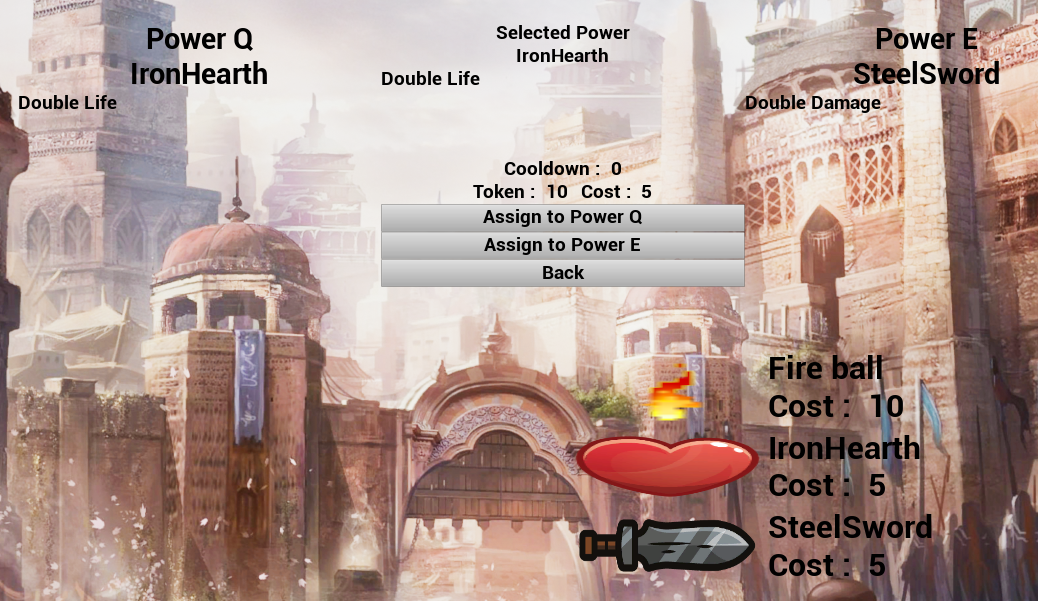 Power Q
IronHearth
Double Life
Selected Power
IronHearth
Double Life
Power E
SteelSword
Double Damage
Cooldown :  0
Token :  10  Cost :  5
Assign to Power Q
Assign to Power E
Back
Fire ball
Cost :  10
IronHearth
Cost :  5
SteelSword
Cost :  5